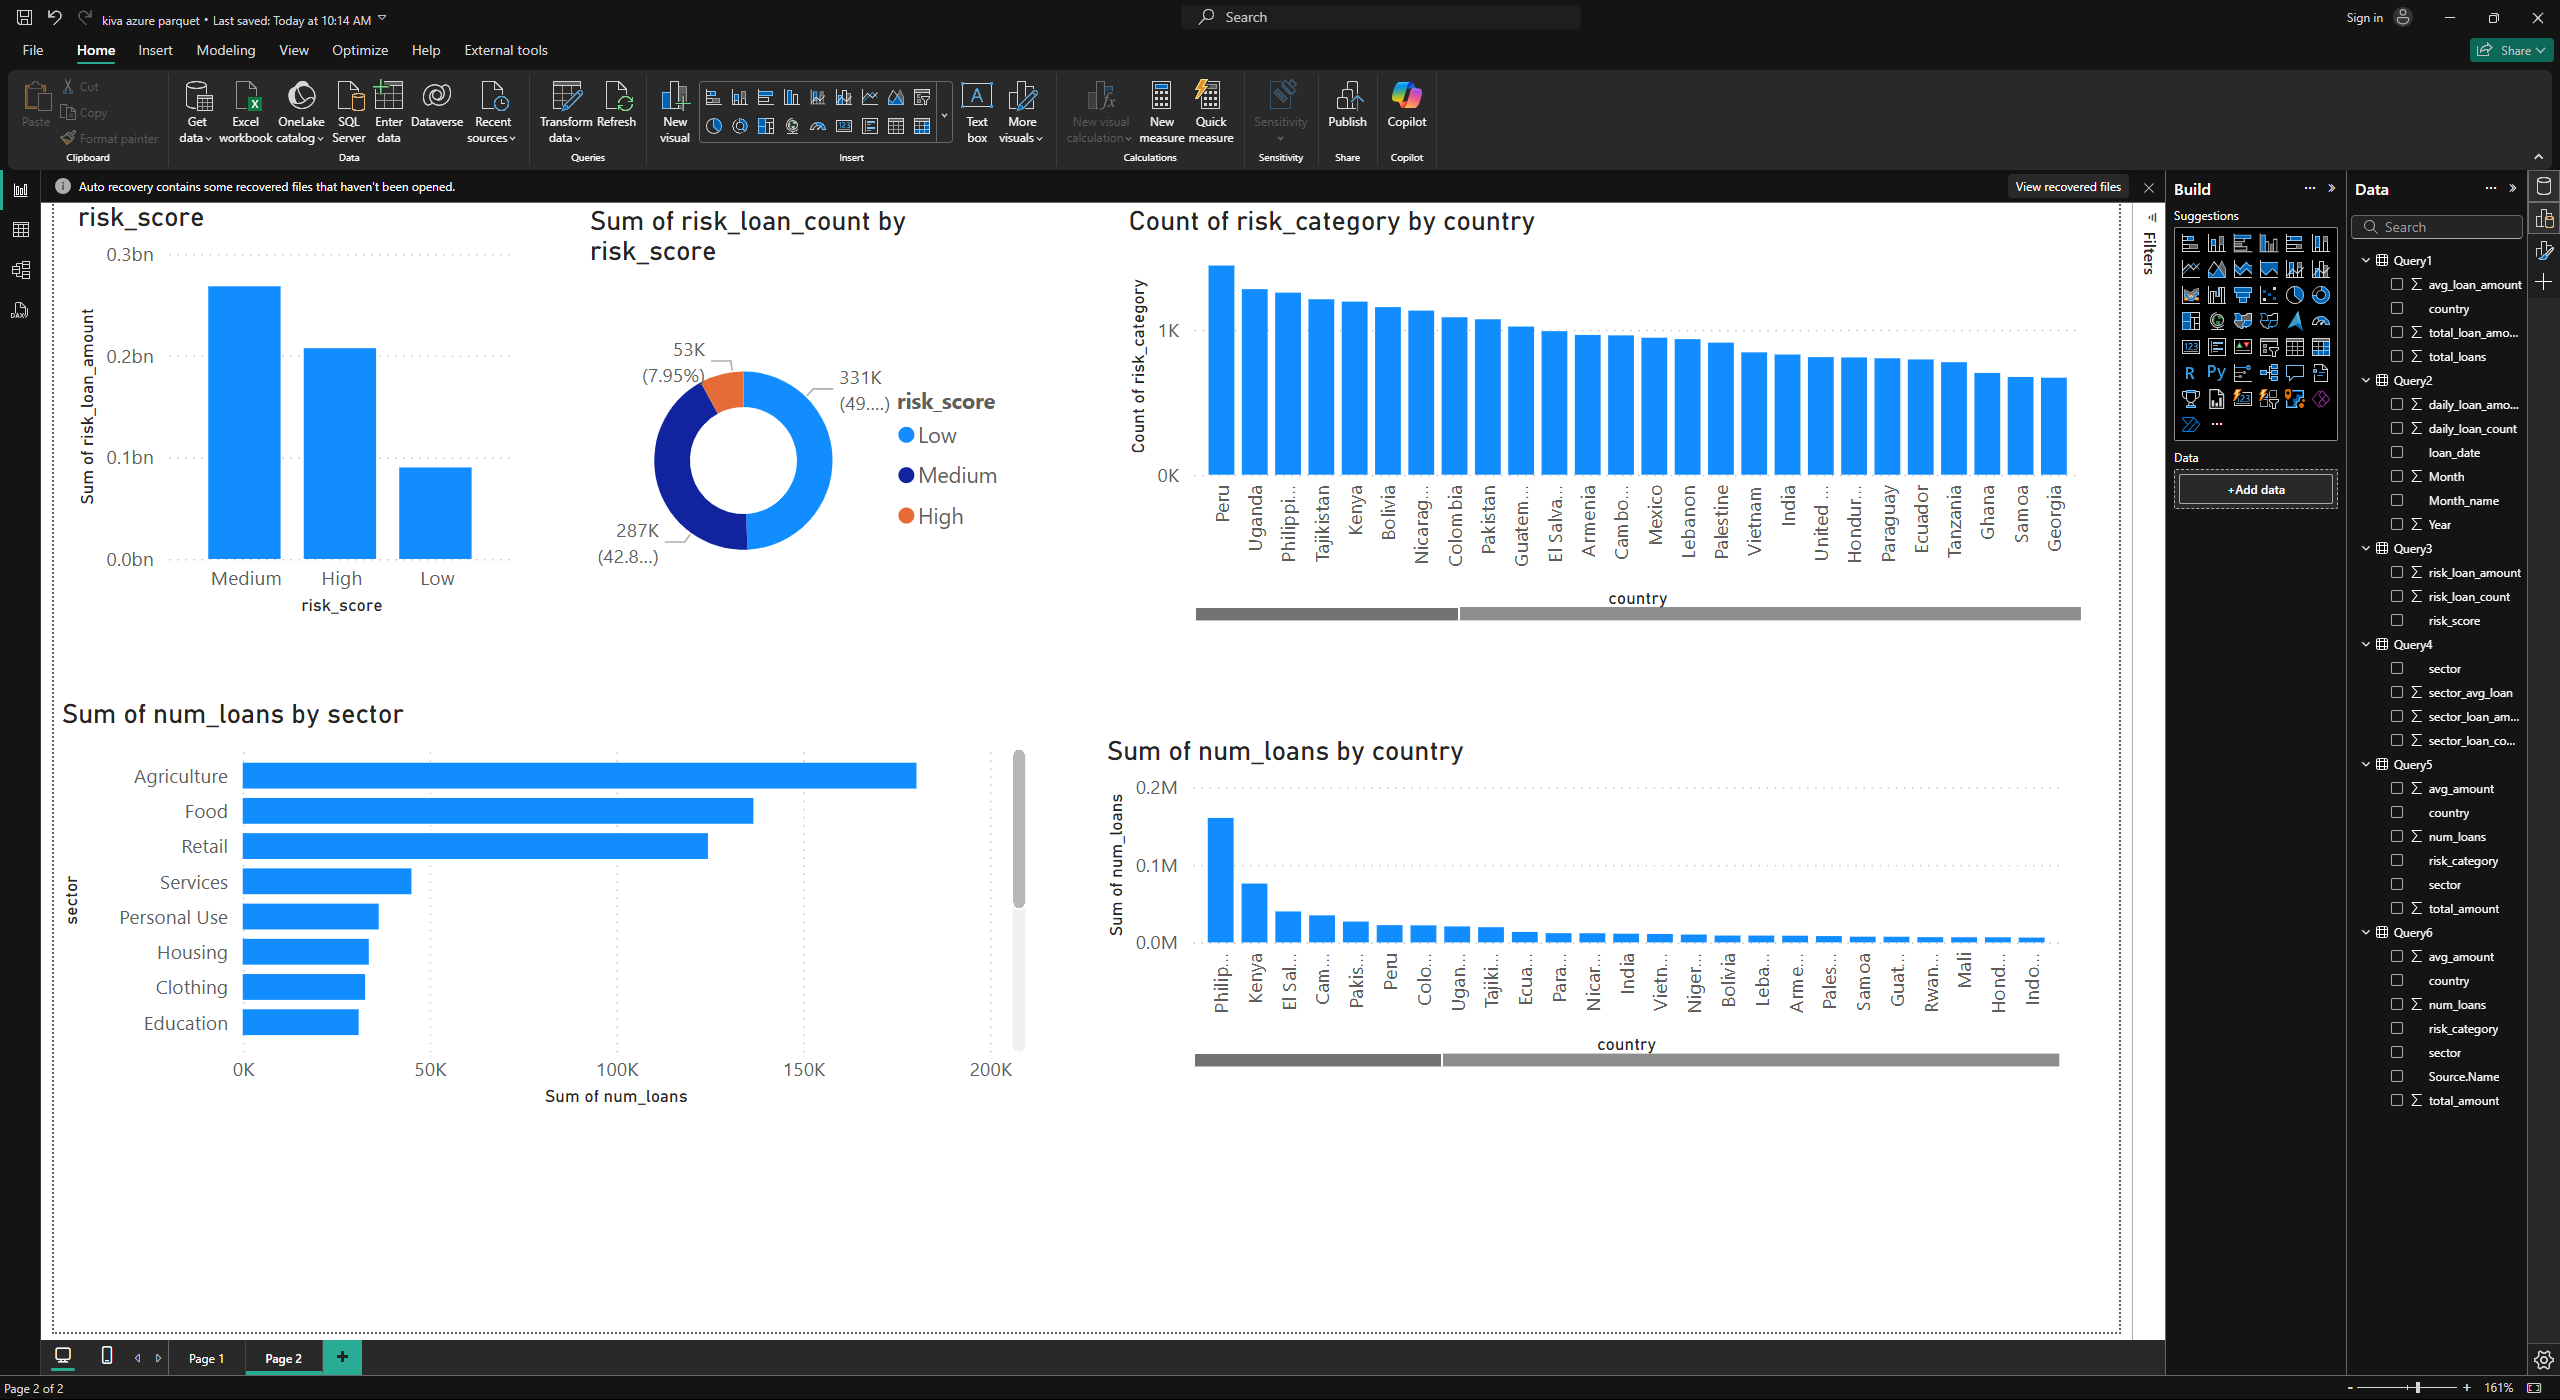 kiva azure parquet • Last saved: Today at 10:14 AM
Search
Sign in
File Home Insert Modeling View Optimize Help External tools
Share
Paste
Cut
Copy
Format painter
Clipboard
Get data
Excel workbook
OneLake catalog
SQL Server
Enter data
Dataverse
Recent sources
Data
Transform data
Refresh
Queries
New visual
Text box
More visuals
Insert
New visual calculation
New measure
Quick measure
Calculations
Sensitivity
Sensitivity
Publish
Share
Copilot
Copilot
Auto recovery contains some recovered files that haven't been opened.
View recovered files
risk_score
Sum of risk_loan_amount
0.3bn
0.2bn
0.1bn
0.0bn
Medium High Low
risk_score
Sum of risk_loan_count by
risk_score
53K
(7.95%)
331K
(49....)
287K
(42.8...)
risk_score
Low
Medium
High
Count of risk_category by country
Count of risk_category
1K
0K
Peru
Uganda
Philippi...
Tajikistan
Kenya
Bolivia
Nicarag...
Colombia
Pakistan
Guatem...
El Salva...
Armenia
Cambo...
Mexico
Lebanon
Palestine
Vietnam
India
United ...
Hondur...
Paraguay
Ecuador
Tanzania
Ghana
Samoa
Georgia
country
Sum of num_loans by sector
sector
Agriculture
Food
Retail
Services
Personal Use
Housing
Clothing
Education
0K 50K 100K 150K 200K
Sum of num_loans
Sum of num_loans by country
Sum of num_loans
0.2M
0.1M
0.0M
Philip...
Kenya
El Sal...
Cam...
Pakis...
Peru
Colo...
Ugan...
Tajiki...
Ecua...
Para...
Nicar...
India
Vietn...
Niger...
Bolivia
Leba...
Arme...
Pales...
Samoa
Guat...
Rwan...
Mali
Hond...
Indo...
country
Filters
Build
Suggestions
R Py
Data
+Add data
Data
Search
Query1
avg_loan_amount
country
total_loan_amo...
total_loans
Query2
daily_loan_amo...
daily_loan_count
loan_date
Month
Month_name
Year
Query3
risk_loan_amount
risk_loan_count
risk_score
Query4
sector
sector_avg_loan
sector_loan_am...
sector_loan_co...
Query5
avg_amount
country
num_loans
risk_category
sector
total_amount
Query6
avg_amount
country
num_loans
risk_category
sector
Source.Name
total_amount
Page 1 Page 2 +
Page 2 of 2
- + 161%